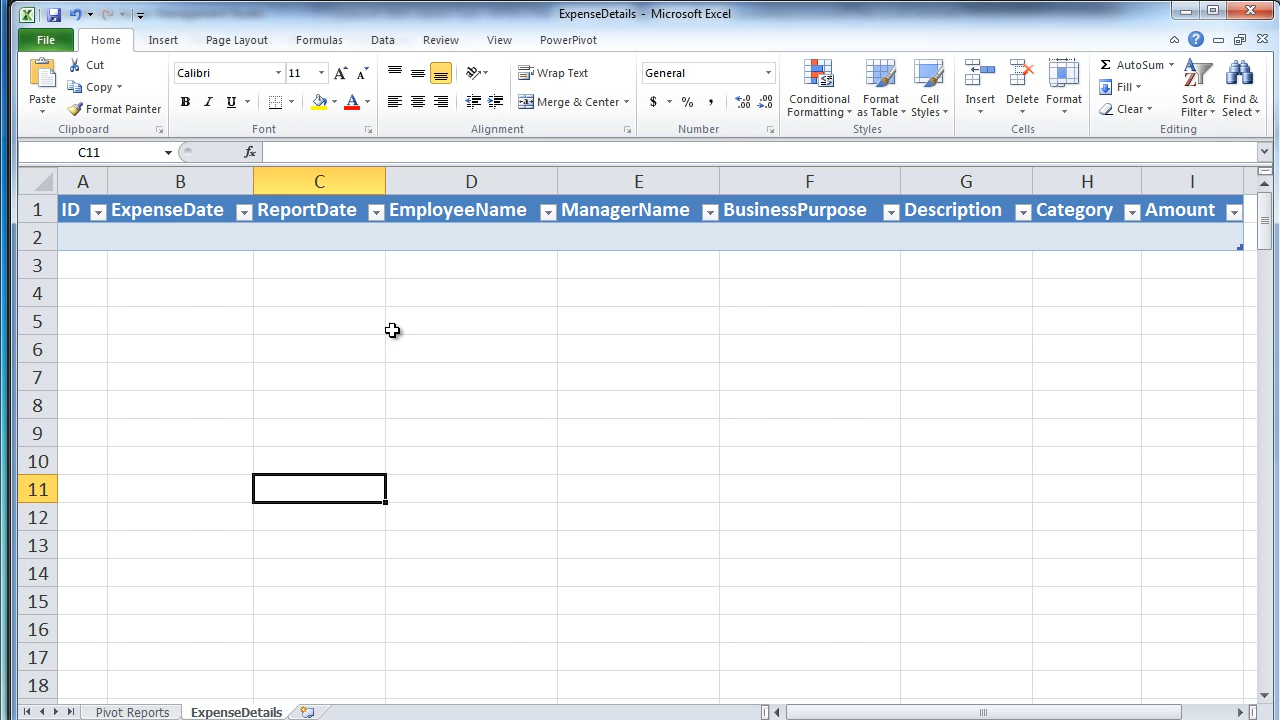 ExpenseDetails - Microsoft Excel
File Home Insert Page Layout Formulas Data Review View PowerPivot
Cut
Copy
Format Painter
Paste
Clipboard
Calibri 11
B I U
Font
Wrap Text
Merge & Center
Alignment
General
$ % ,
Number
Conditional Formatting
Format as Table
Cell Styles
Styles
Insert Delete Format
Cells
Σ AutoSum
Fill
Clear
Sort & Filter
Find & Select
Editing
C11 fx
A B C D E F G H I
1 ID ExpenseDate ReportDate EmployeeName ManagerName BusinessPurpose Description Category Amount
2
3
4
5
6
7
8
9
10
11
12
13
14
15
16
17
18
Pivot Reports ExpenseDetails